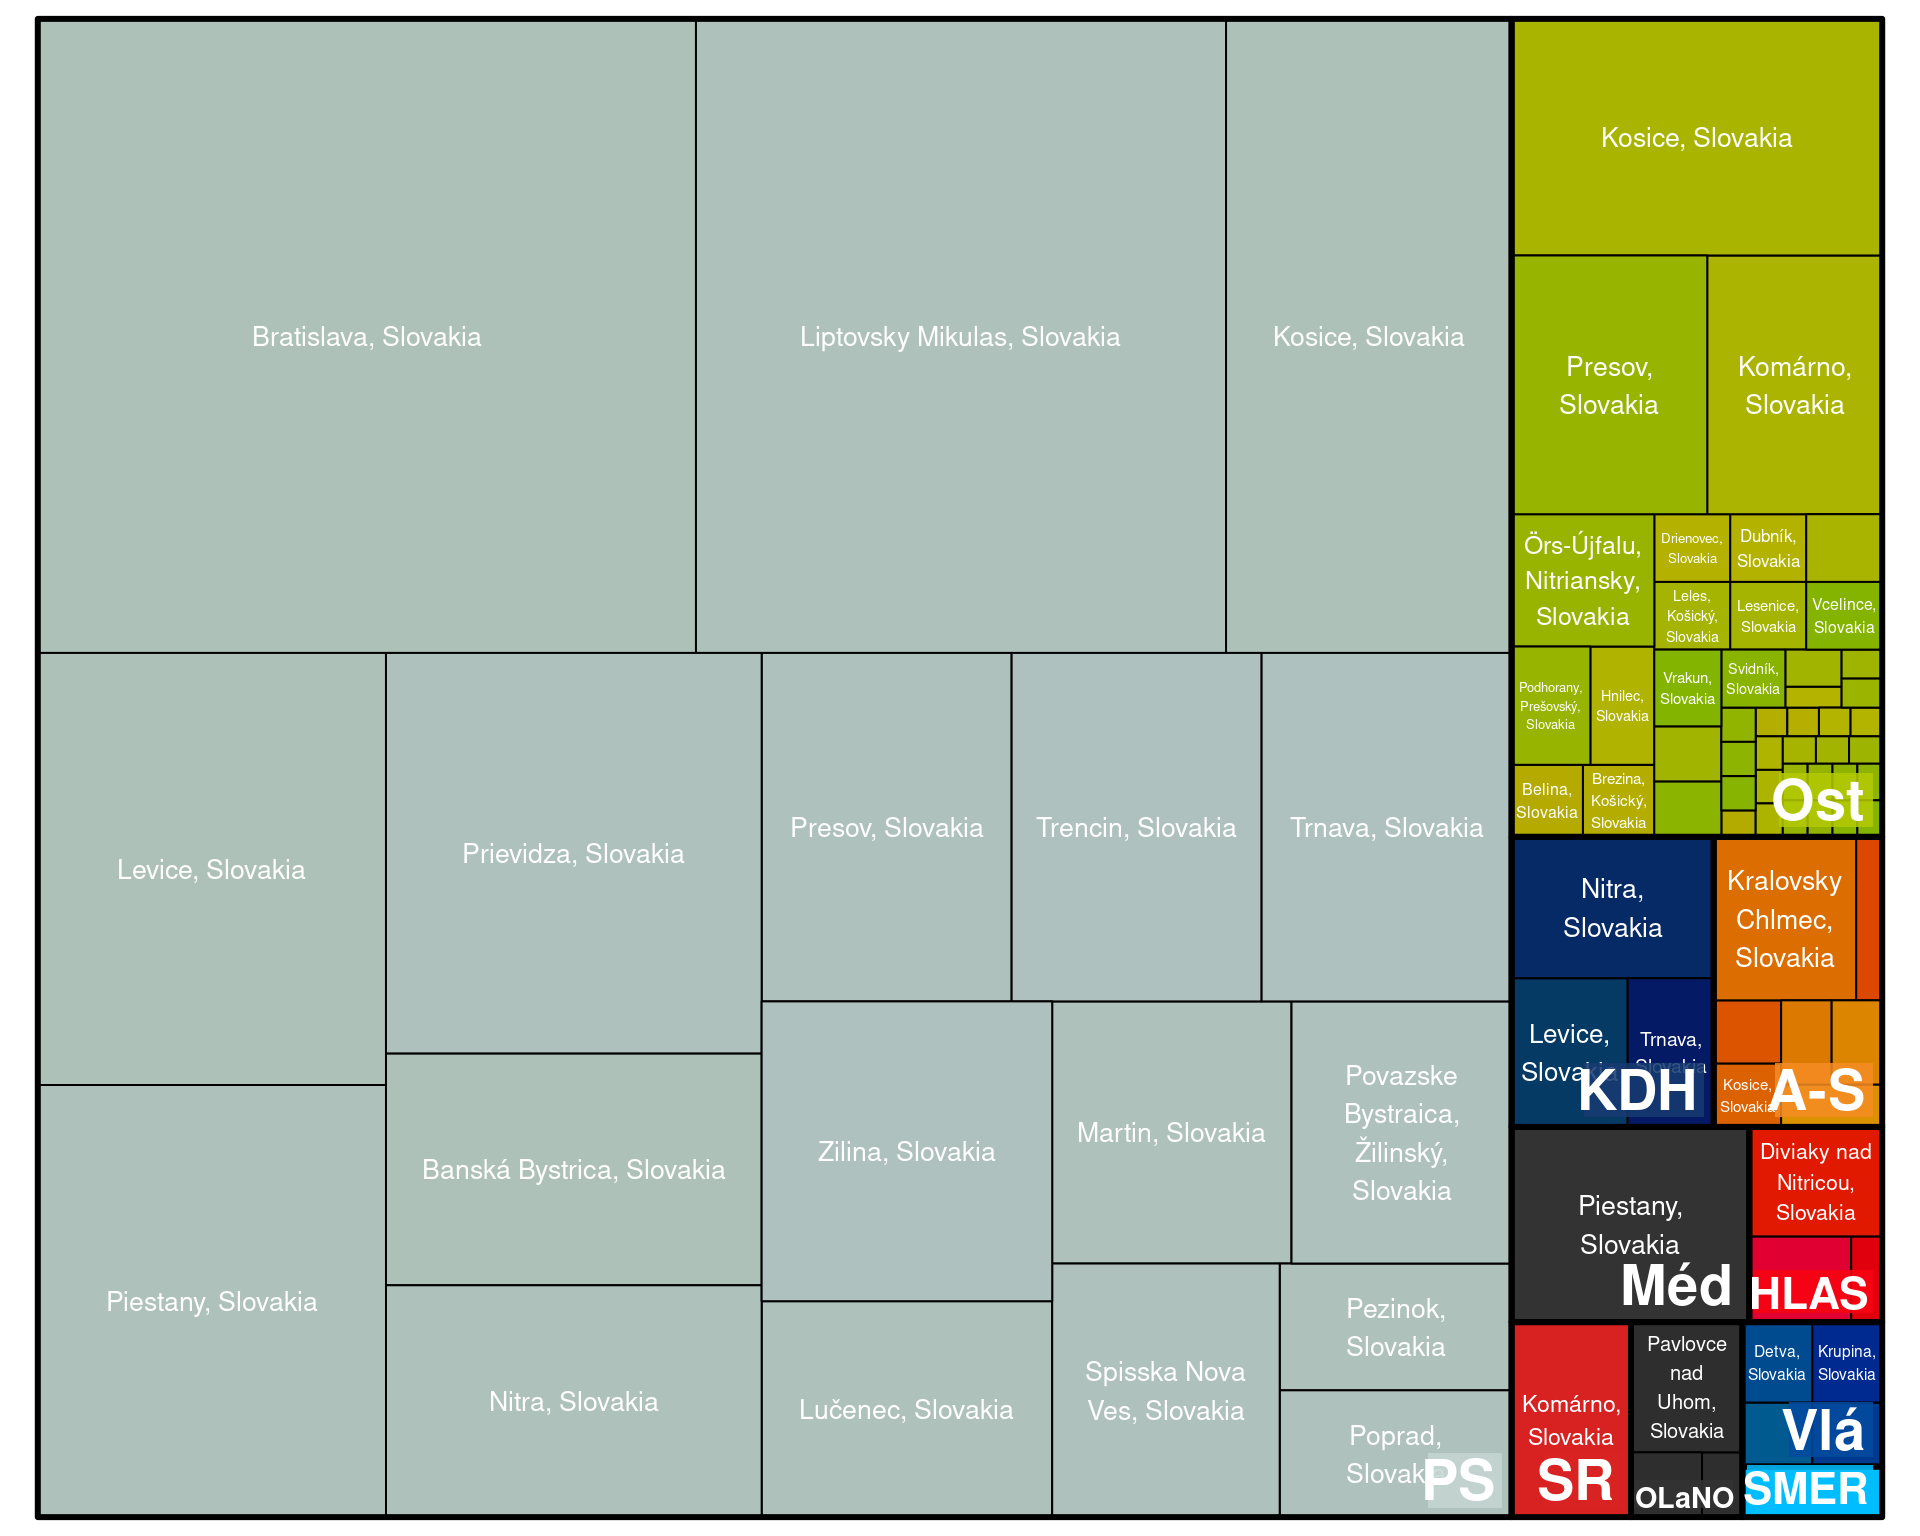 Bratislava, Slovakia
Liptovsky Mikulas, Slovakia
Kosice, Slovakia
Levice, Slovakia
Piestany, Slovakia
Prievidza, Slovakia
Banská Bystrica, Slovakia
Nitra, Slovakia
Presov, Slovakia
Trencin, Slovakia
Trnava, Slovakia
Zilina, Slovakia
Lučenec, Slovakia
Martin, Slovakia
Povazske
Bystraica,
Žilinský,
Slovakia
Spisska Nova
Ves, Slovakia
Pezinok,
Slovakia
Poprad,
Slovakia
PS
Kosice, Slovakia
Presov,
Slovakia
Komárno,
Slovakia
Örs-Újfalu,
Nitriansky,
Slovakia
Drienovec,
Slovakia
Dubník,
Slovakia
Leles,
Košický,
Slovakia
Lesenice,
Slovakia
Vcelince,
Slovakia
Podhorany,
Prešovský,
Slovakia
Hnilec,
Slovakia
Vrakun,
Slovakia
Svidník,
Slovakia
Belina,
Slovakia
Brezina,
Košický,
Slovakia
Ost
Nitra,
Slovakia
Levice,
Slovakia
Trnava,
Slovakia
KDH
Kralovsky
Chlmec,
Slovakia
Kosice,
Slovakia
A-S
Piestany,
Slovakia
Méd
Diviaky nad
Nitricou,
Slovakia
HLAS
Komárno,
Slovakia
SR
Pavlovce
nad
Uhom,
Slovakia
OLaNO
Detva,
Slovakia
Krupina,
Slovakia
Vlá
SMER